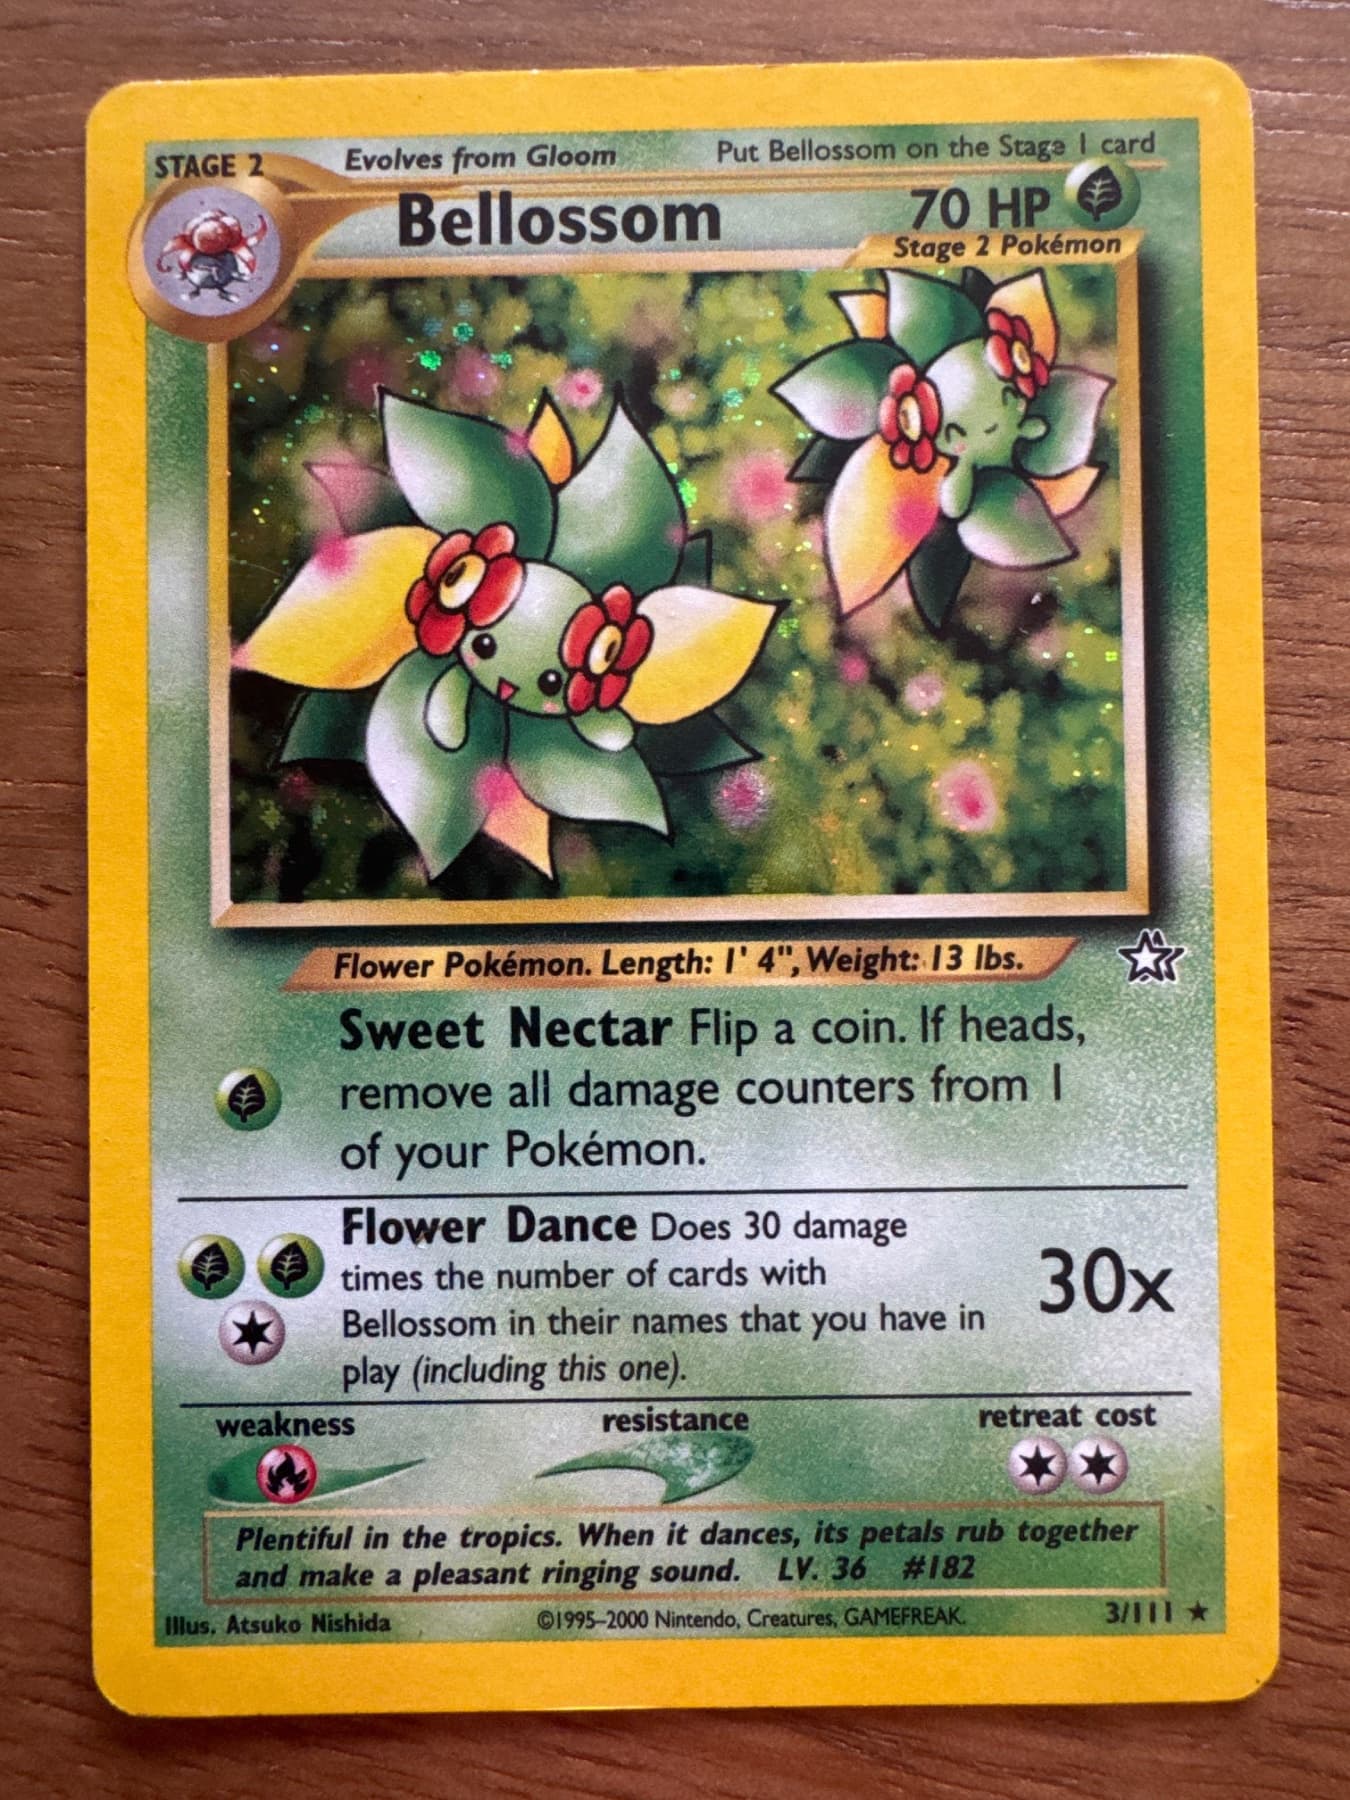 STAGE 2 Evolves from Gloom Put Bellossom on the Stage 1 card
Bellossom 70 HP
Stage 2 Pokémon
Flower Pokémon. Length: 1' 4", Weight: 13 lbs.
Sweet Nectar Flip a coin. If heads,
remove all damage counters from 1
of your Pokémon.
Flower Dance Does 30 damage
times the number of cards with
Bellossom in their names that you have in
play (including this one).
30x
weakness resistance retreat cost
Plentiful in the tropics. When it dances, its petals rub together
and make a pleasant ringing sound. LV. 36 #182
Illus. Atsuko Nishida ©1995–2000 Nintendo, Creatures, GAMEFREAK. 3/111 ★